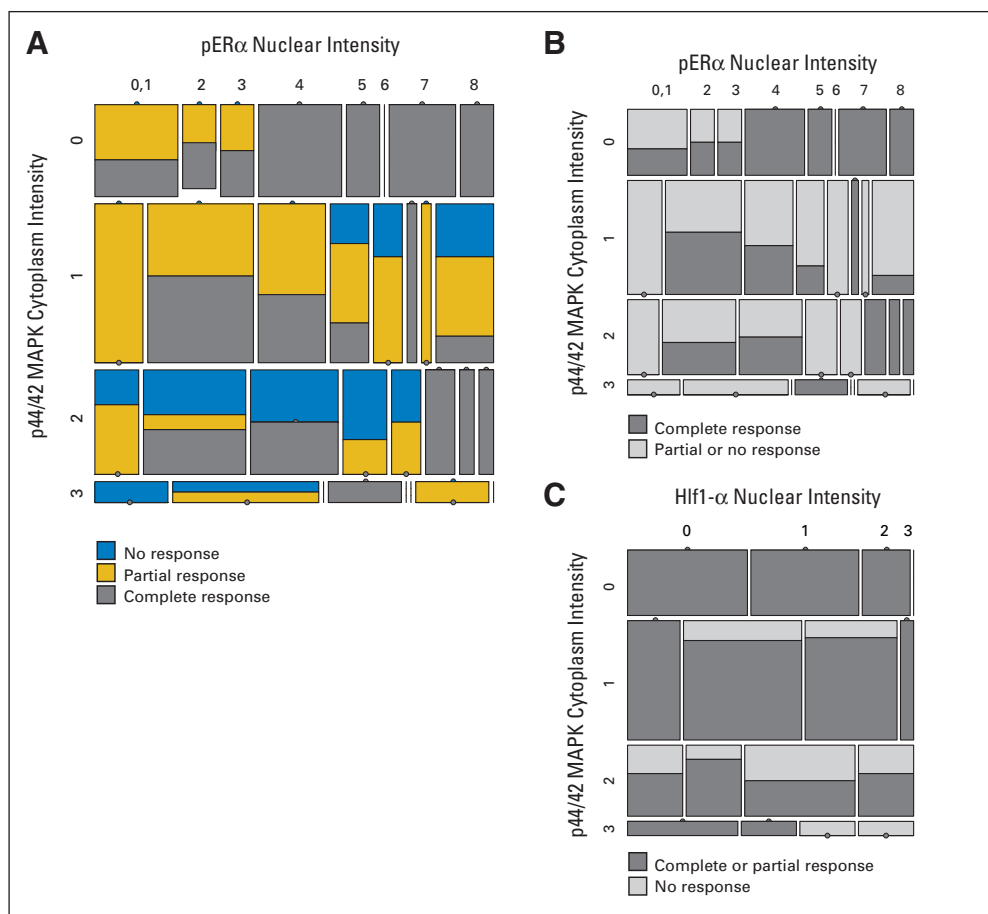 A
pERα Nuclear Intensity
0,1 2 3 4 5 6 7 8
p44/42 MAPK Cytoplasm Intensity
0
1
2
3
No response
Partial response
Complete response
B
pERα Nuclear Intensity
0,1 2 3 4 5 6 7 8
p44/42 MAPK Cytoplasm Intensity
0
1
2
3
Complete response
Partial or no response
C
HIf1-α Nuclear Intensity
0 1 2 3
p44/42 MAPK Cytoplasm Intensity
0
1
2
3
Complete or partial response
No response